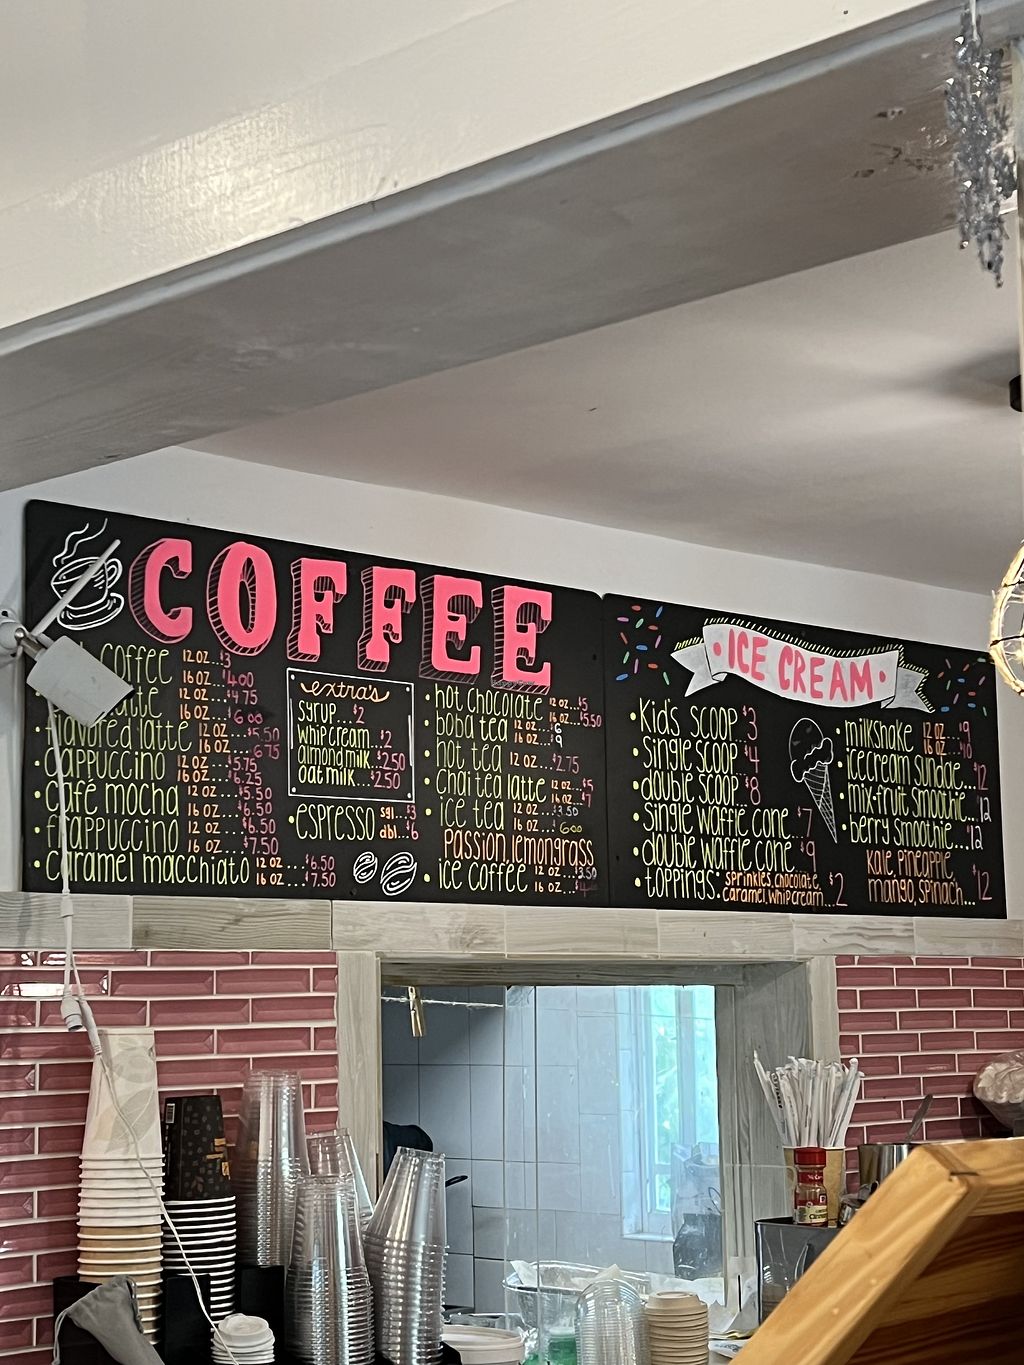 COFFEE
coffee 12 OZ...$3
16 OZ...$4.00
latte 12 OZ...$4.75
16 OZ...$6.00
flavored latte 12 OZ...$5.50
16 OZ...$6.75
cappuccino 12 OZ...$5.75
16 OZ...$6.25
café mocha 12 OZ...$5.50
16 OZ...$6.50
frappuccino 12 OZ...$6.50
16 OZ...$7.50
caramel macchiato 12 OZ...$6.50
16 OZ...$7.50
extra's
syrup...$2
whip cream...$2
almond milk...$2.50
oat milk...$2.50
espresso sgl...$3
dbl...$6
hot chocolate 12 OZ...$5
16 OZ...$5.50
boba tea 12 OZ...$6
16 OZ...$9
hot tea 12 OZ...$2.75
chai tea latte 12 OZ...$5
16 OZ...$7
ice tea 12 OZ...$3.50
16 OZ...$6.00
passion lemongrass
ice coffee 12 OZ...$3.50
16 OZ...
ICE CREAM
Kid's scoop $3
single scoop $4
double scoop $8
single waffle cone $7
double waffle cone $9
toppings: sprinkles, chocolate,
caramel, whip cream...$2
milkshake 12 OZ...$9
16 OZ...$10
icecream sundae...$12
mix-fruit smoothie...$12
berry smoothie...$12
Kale, pineapple,
mango, spinach...$12